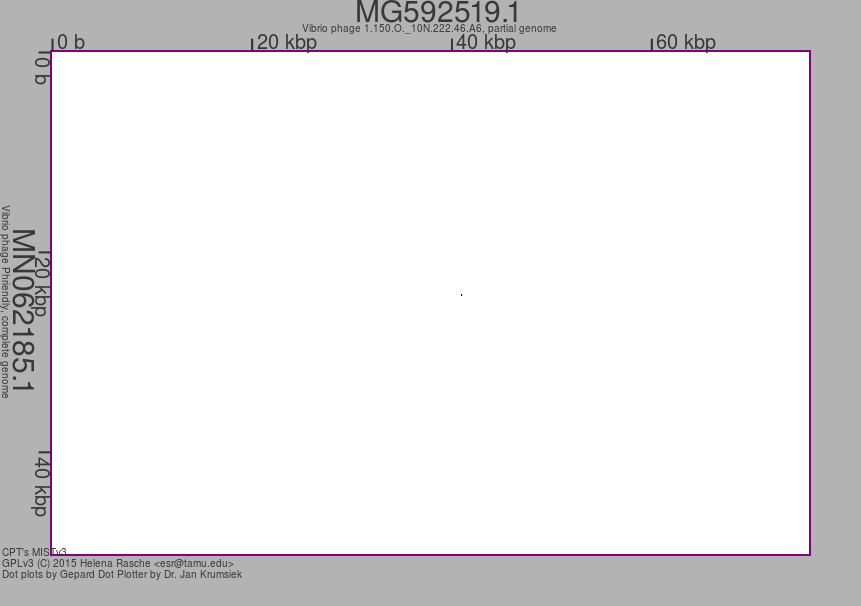 MG592519.1
Vibrio phage 1.150.O._10N.222.46.A6, partial genome
0 b
20 kbp
40 kbp
60 kbp
0 b
20 kbp
40 kbp
MN062185.1
Vibrio phage Phriendly, complete genome
CPT's MISTv3
GPLv3 (C) 2015 Helena Rasche <esr@tamu.edu>
Dot plots by Gepard Dot Plotter by Dr. Jan Krumsiek